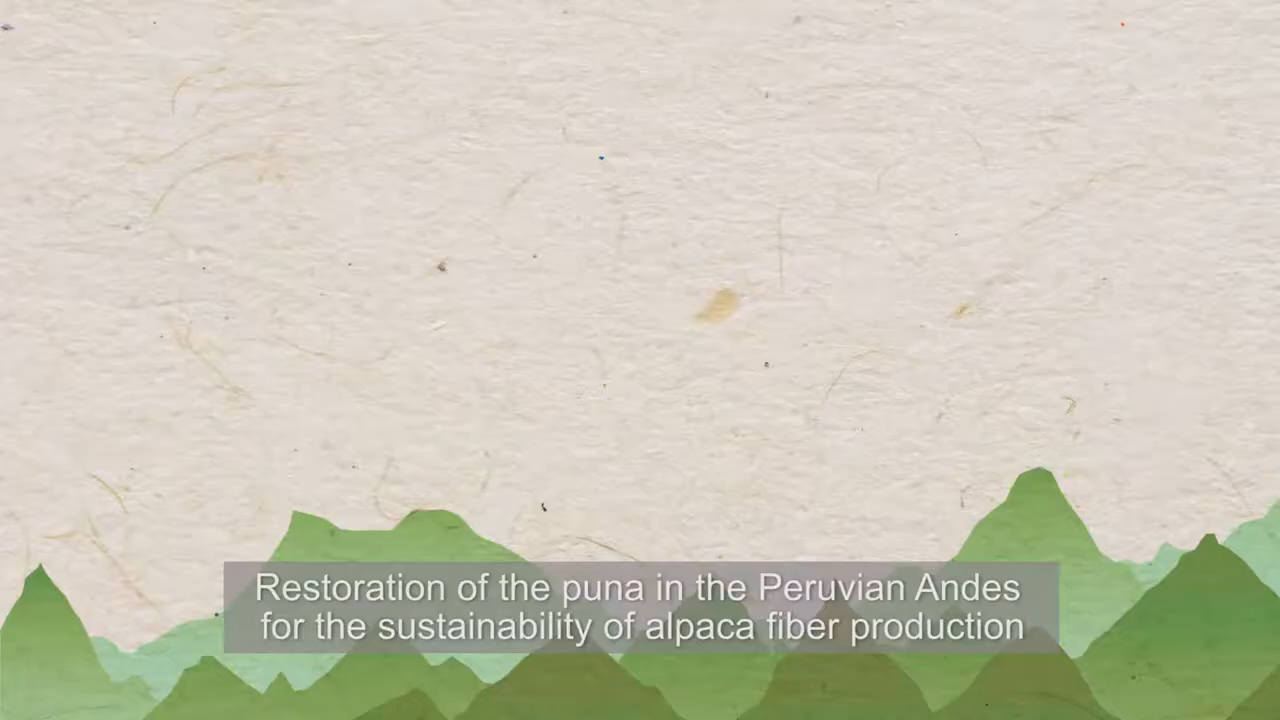 Restoration of the puna in the Peruvian Andes
for the sustainability of alpaca fiber production